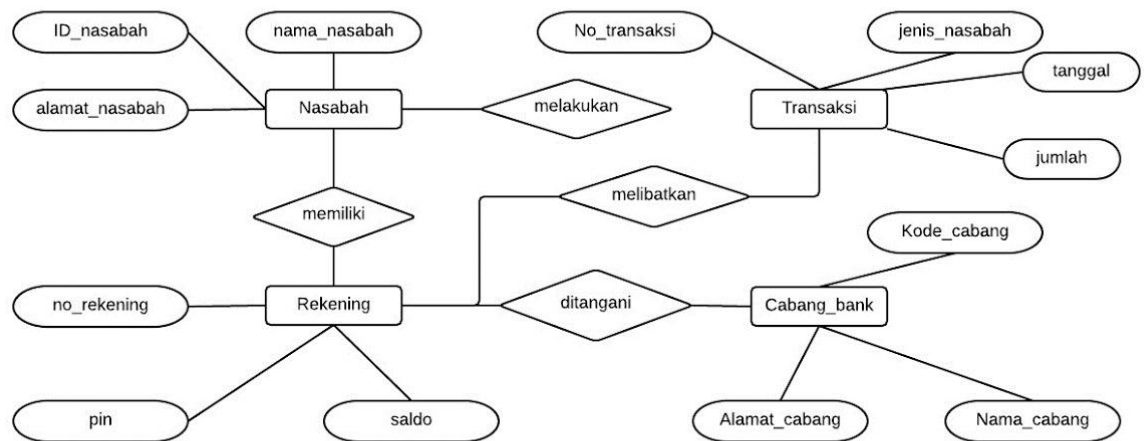 ID_nasabah
nama_nasabah
No_transaksi
jenis_nasabah
tanggal
alamat_nasabah
Nasabah
melakukan
Transaksi
jumlah
memiliki
melibatkan
Kode_cabang
no_rekening
Rekening
ditangani
Cabang_bank
pin
saldo
Alamat_cabang
Nama_cabang